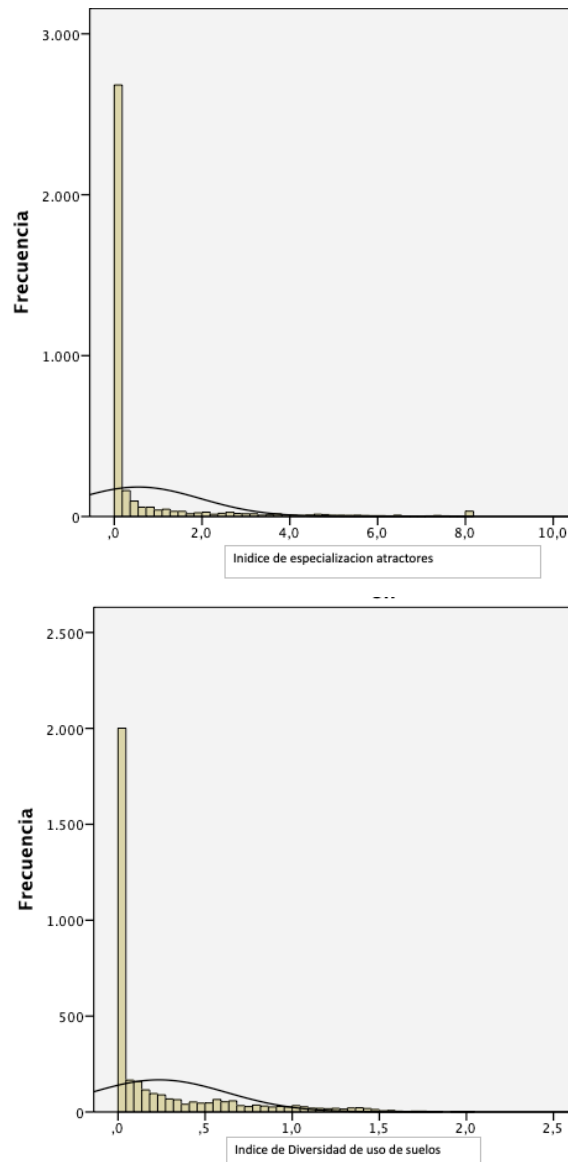 3.000
2.000
1.000
0
Frecuencia
,0 2,0 4,0 6,0 8,0 10,0
Inidice de especializacion atractores
2.500
2.000
1.500
1.000
500
0
Frecuencia
,0 ,5 1,0 1,5 2,0 2,5
Indice de Diversidad de uso de suelos